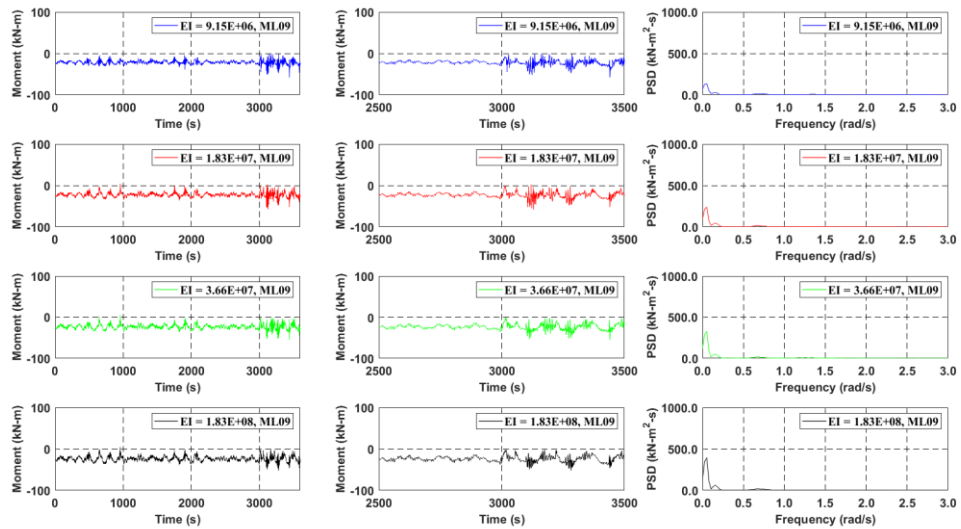 100
0
-100
Moment (kN-m)
EI = 9.15E+06, ML09
0
1000
2000
3000
Time (s)
100
0
-100
Moment (kN-m)
EI = 9.15E+06, ML09
2500
3000
3500
Time (s)
1000.0
500.0
0.0
PSD (kN-m²-s)
EI = 9.15E+06, ML09
0.0
0.5
1.0
1.5
2.0
2.5
3.0
Frequency (rad/s)
100
0
-100
Moment (kN-m)
EI = 1.83E+07, ML09
0
1000
2000
3000
Time (s)
100
0
-100
Moment (kN-m)
EI = 1.83E+07, ML09
2500
3000
3500
Time (s)
1000.0
500.0
0.0
PSD (kN-m²-s)
EI = 1.83E+07, ML09
0.0
0.5
1.0
1.5
2.0
2.5
3.0
Frequency (rad/s)
100
0
-100
Moment (kN-m)
EI = 3.66E+07, ML09
0
1000
2000
3000
Time (s)
100
0
-100
Moment (kN-m)
EI = 3.66E+07, ML09
2500
3000
3500
Time (s)
1000.0
500.0
0.0
PSD (kN-m²-s)
EI = 3.66E+07, ML09
0.0
0.5
1.0
1.5
2.0
2.5
3.0
Frequency (rad/s)
100
0
-100
Moment (kN-m)
EI = 1.83E+08, ML09
0
1000
2000
3000
Time (s)
100
0
-100
Moment (kN-m)
EI = 1.83E+08, ML09
2500
3000
3500
Time (s)
1000.0
500.0
0.0
PSD (kN-m²-s)
EI = 1.83E+08, ML09
0.0
0.5
1.0
1.5
2.0
2.5
3.0
Frequency (rad/s)